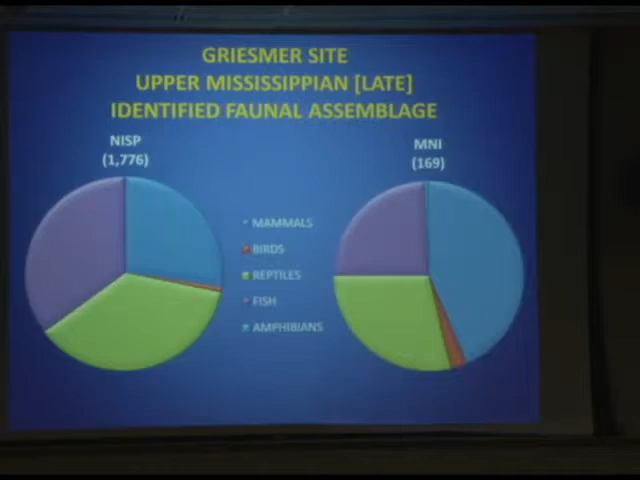 GRIESMER SITE
UPPER MISSISSIPPIAN [LATE]
IDENTIFIED FAUNAL ASSEMBLAGE
NISP
(1,776)
MNI
(169)
MAMMALS
BIRDS
REPTILES
FISH
AMPHIBIANS